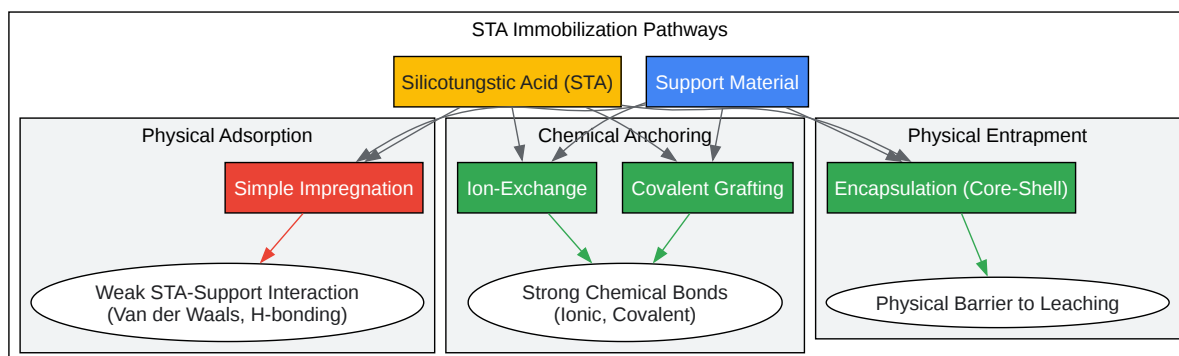 STA Immobilization Pathways
Silicotungstic Acid (STA)
Support Material
Physical Adsorption
Chemical Anchoring
Physical Entrapment
Simple Impregnation
Ion-Exchange
Covalent Grafting
Encapsulation (Core-Shell)
Weak STA-Support Interaction
(Van der Waals, H-bonding)
Strong Chemical Bonds
(Ionic, Covalent)
Physical Barrier to Leaching